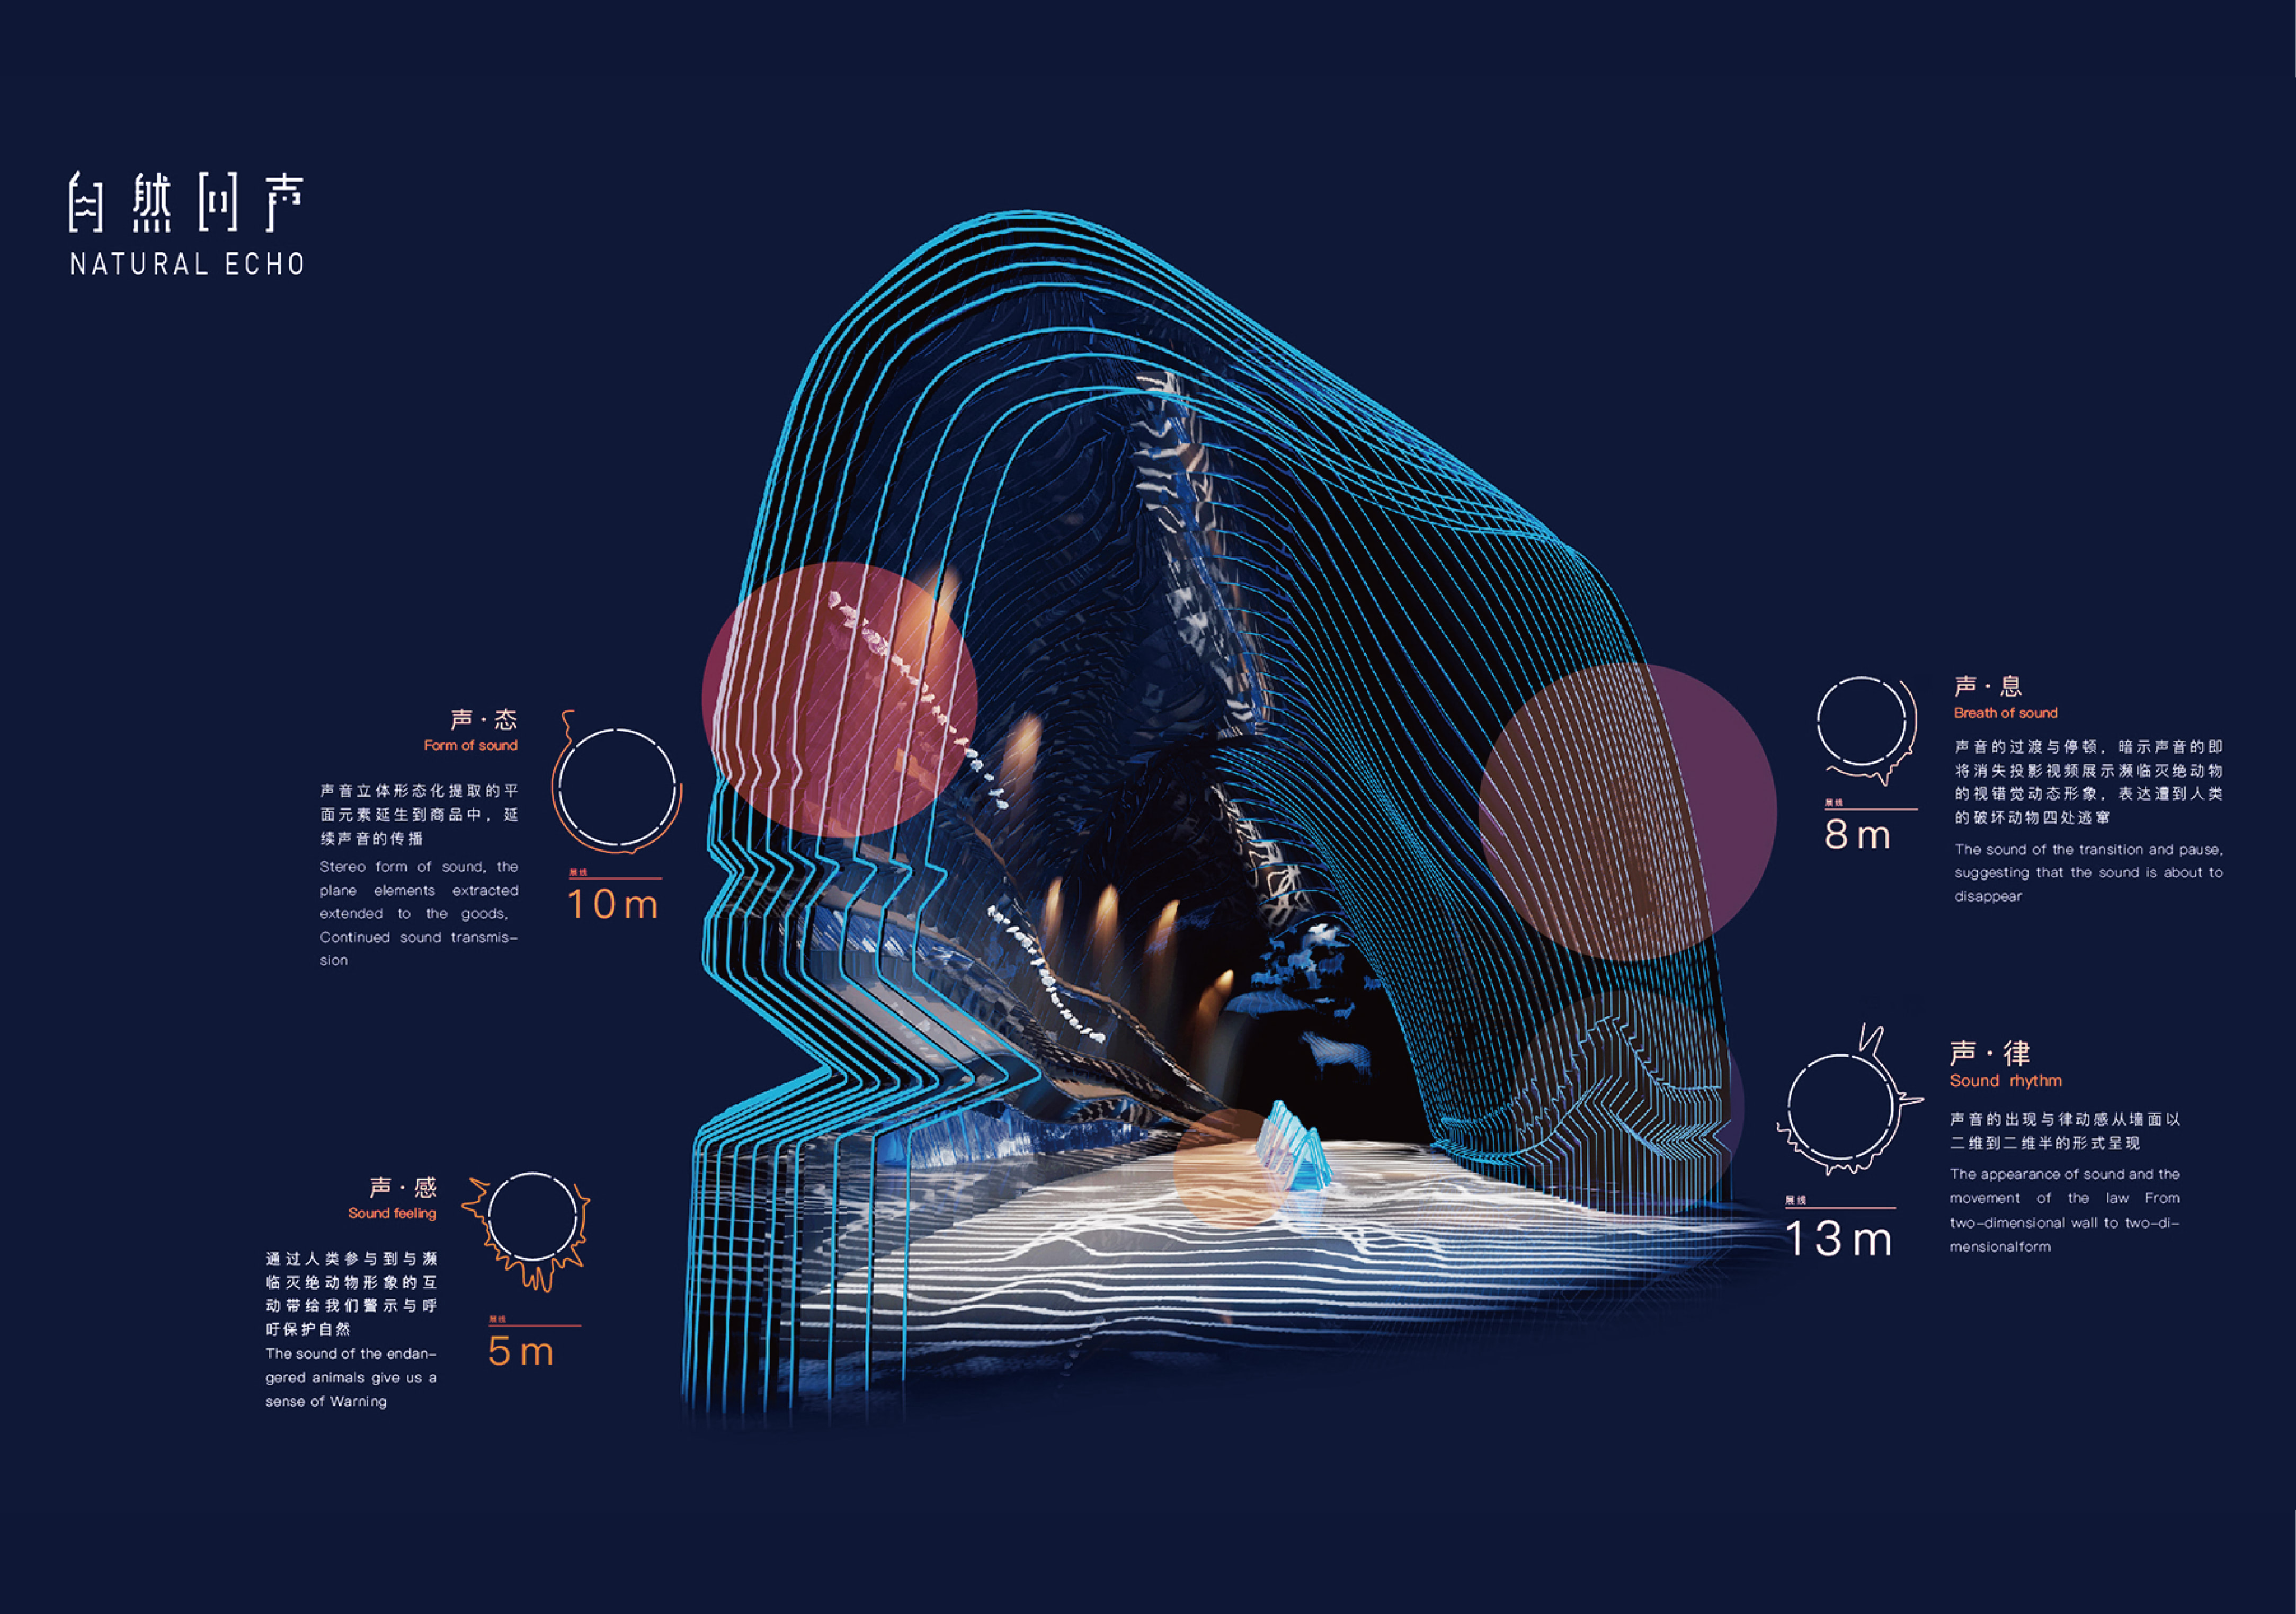 自然回声
NATURAL ECHO
声·态
Form of sound
声音立体形态化提取的平
面元素延生到商品中，延
续声音的传播
Stereo form of sound, the
plane elements extracted
extended to the goods,
Continued sound transmis-
sion
展线
10m
声·感
Sound feeling
通过人类参与到与濒
临灭绝动物形象的互
动带给我们警示与呼
吁保护自然
The sound of the endan-
gered animals give us a
sense of Warning
展线
5m
声·息
Breath of sound
声音的过渡与停顿，暗示声音的即
将消失投影视频展示濒临灭绝动物
的视错觉动态形象，表达遭到人类
的破坏动物四处逃窜
The sound of the transition and pause,
suggesting that the sound is about to
disappear
展线
8m
声·律
Sound rhythm
声音的出现与律动感从墙面以
二维到二维半的形式呈现
The appearance of sound and the
movement of the law From
two-dimensional wall to two-di-
mensionalform
展线
13m